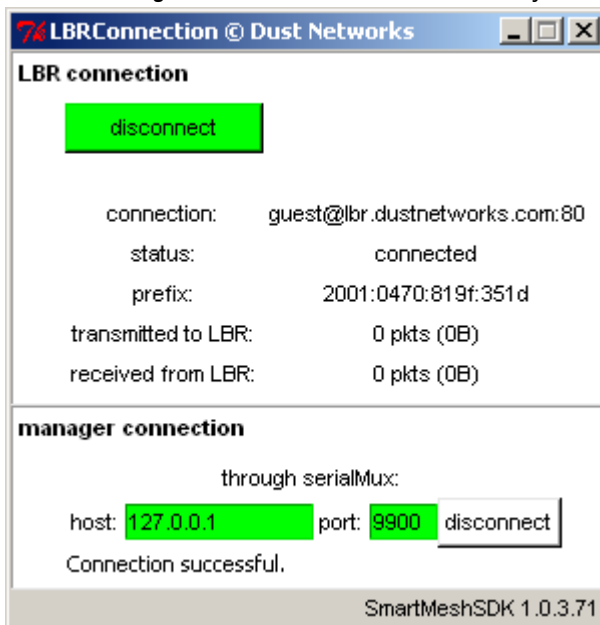 LBRConnection © Dust Networks
LBR connection
disconnect
connection: guest@lbr.dustnetworks.com:80
status: connected
prefix: 2001:0470:819f:351d
transmitted to LBR: 0 pkts (0B)
received from LBR: 0 pkts (0B)
manager connection
through serialMux:
host: 127.0.0.1 port: 9900 disconnect
Connection successful.
SmartMeshSDK 1.0.3.71